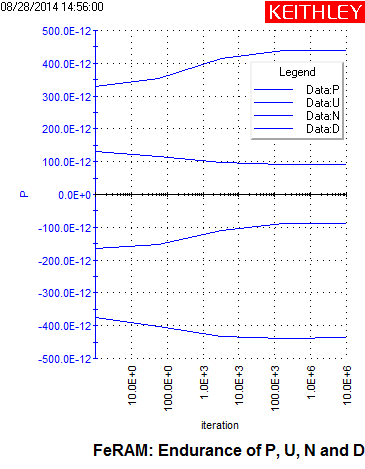 08/28/2014 14:56:00
KEITHLEY
500.0E-12
400.0E-12
300.0E-12
200.0E-12
100.0E-12
0.0E+0
-100.0E-12
-200.0E-12
-300.0E-12
-400.0E-12
-500.0E-12
P
Legend
Data:P
Data:U
Data:N
Data:D
10.0E+0
100.0E+0
1.0E+3
10.0E+3
100.0E+3
1.0E+6
10.0E+6
iteration
FeRAM: Endurance of P, U, N and D